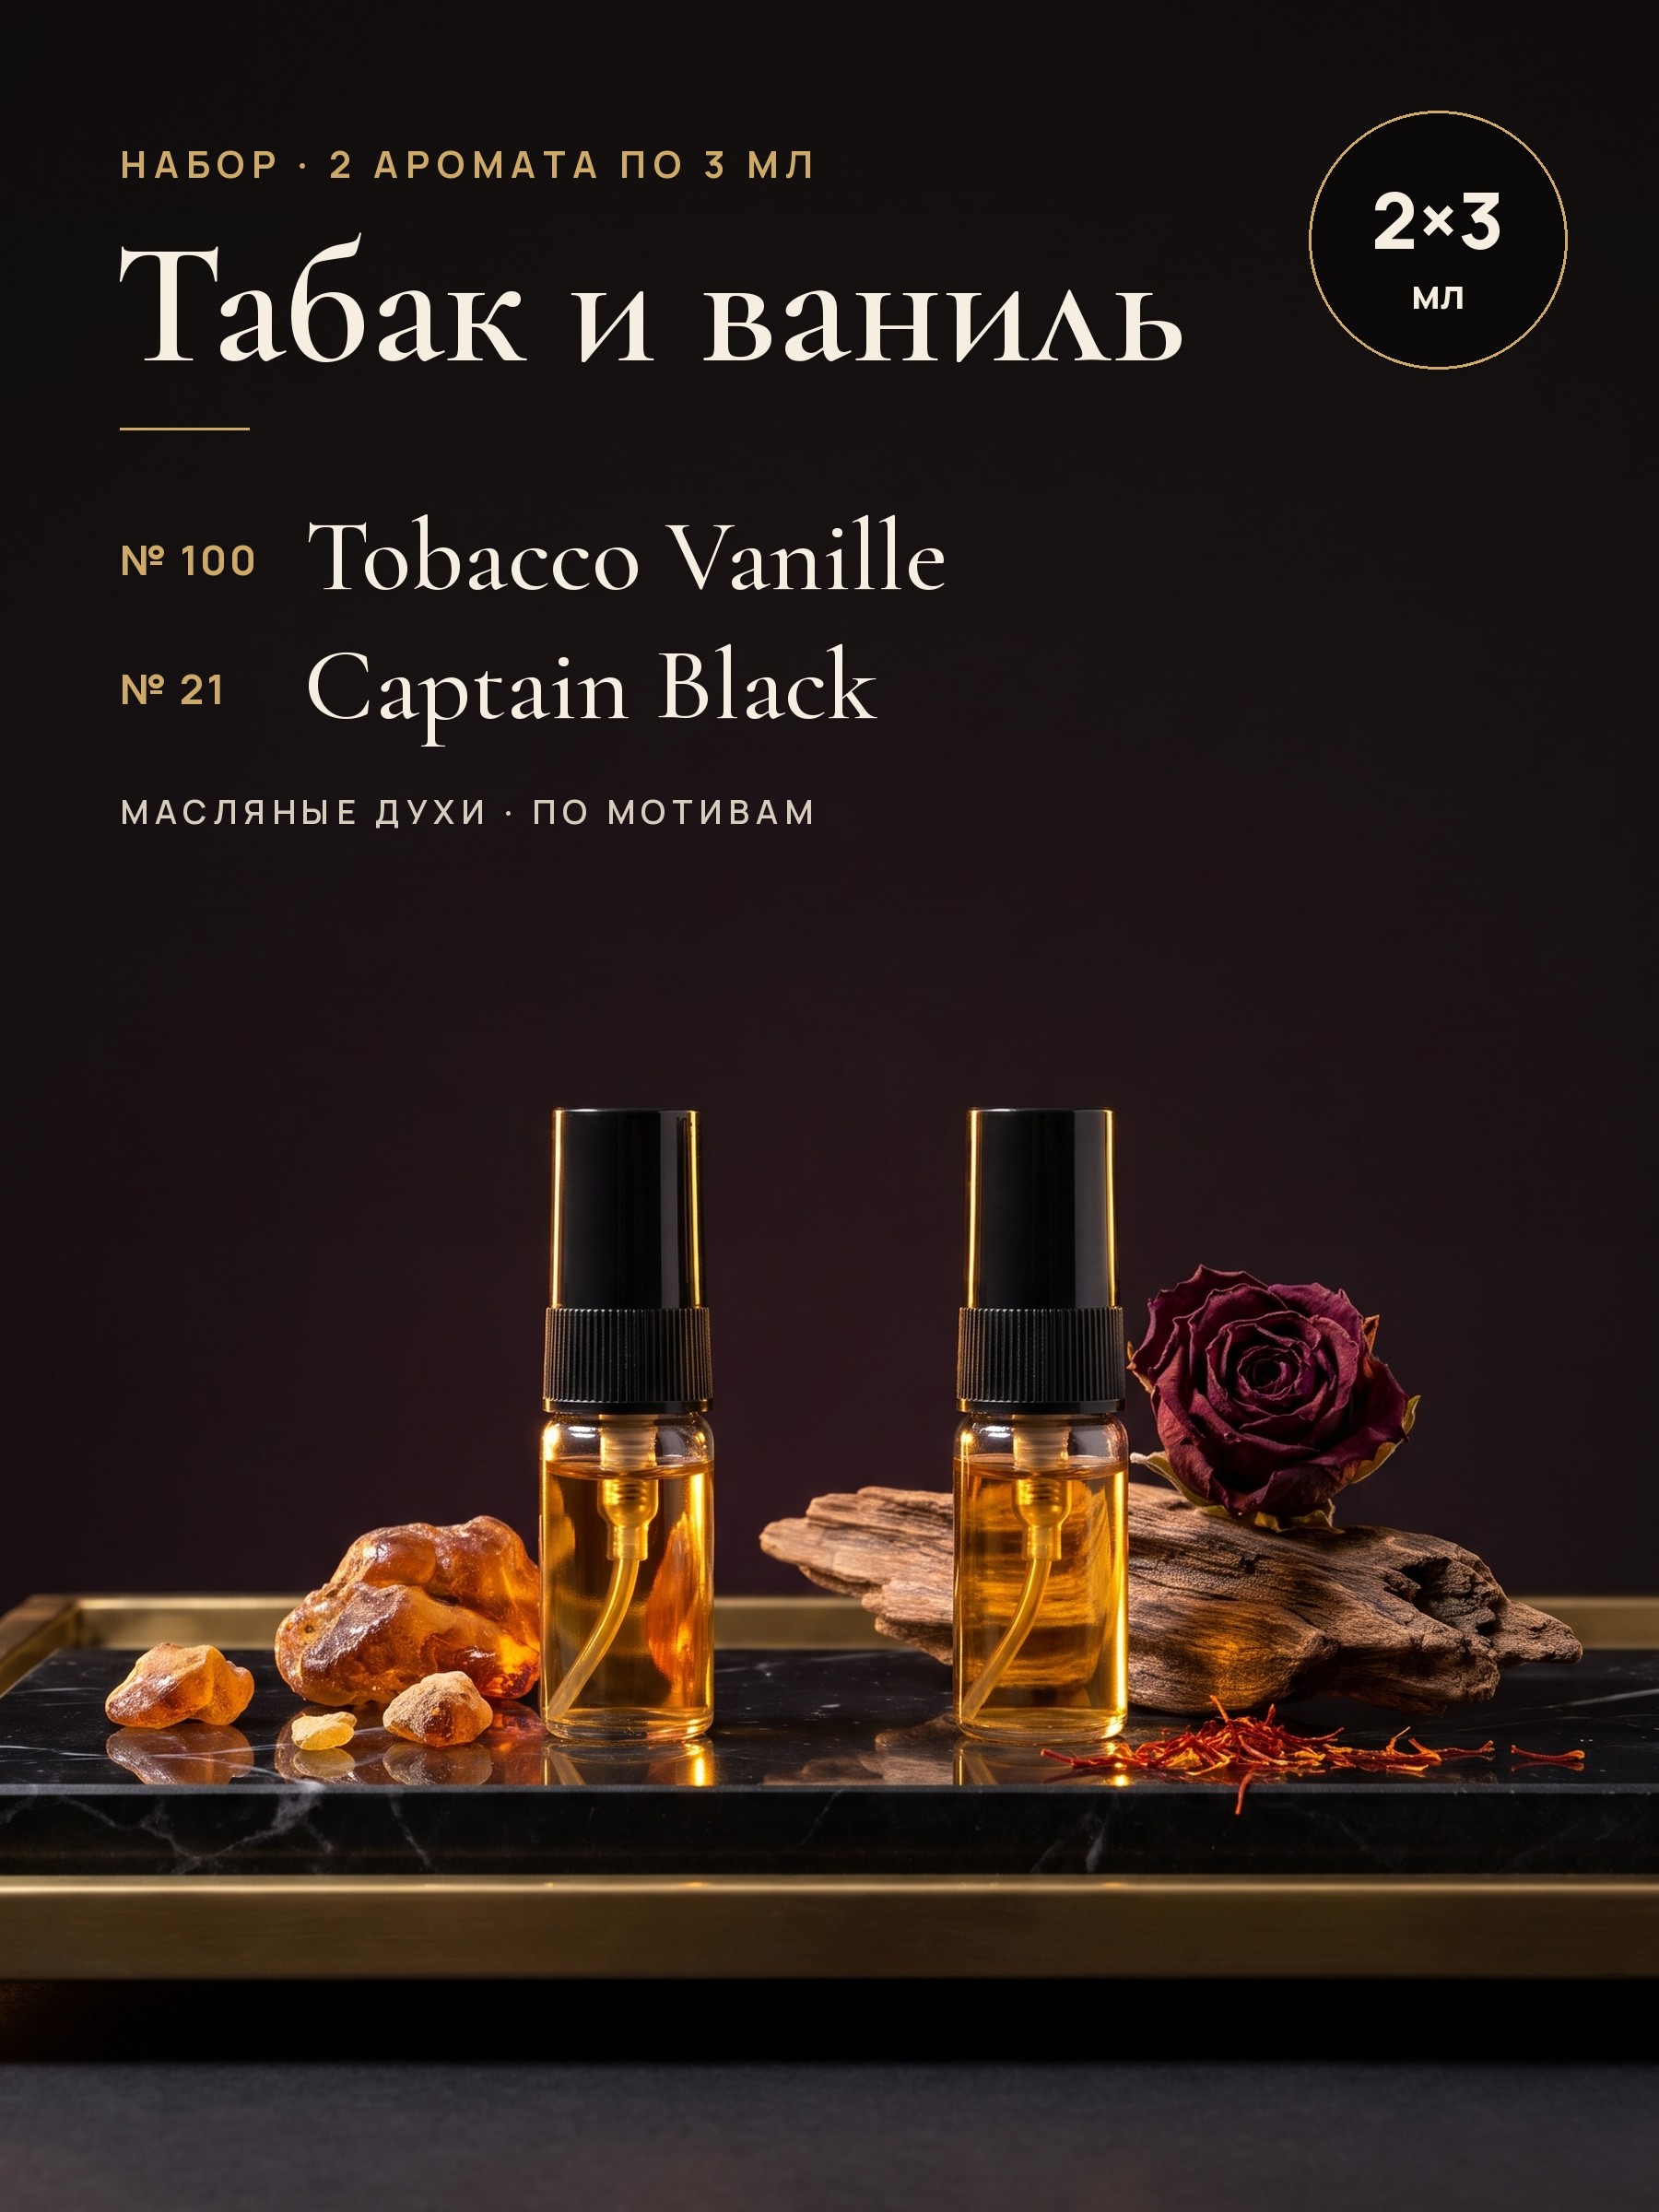 НАБОР · 2 АРОМАТА ПО 3 МЛ
Табак и ваниль
2×3
мл
№ 100 Tobacco Vanille
№ 21 Captain Black
МАСЛЯНЫЕ ДУХИ · ПО МОТИВАМ